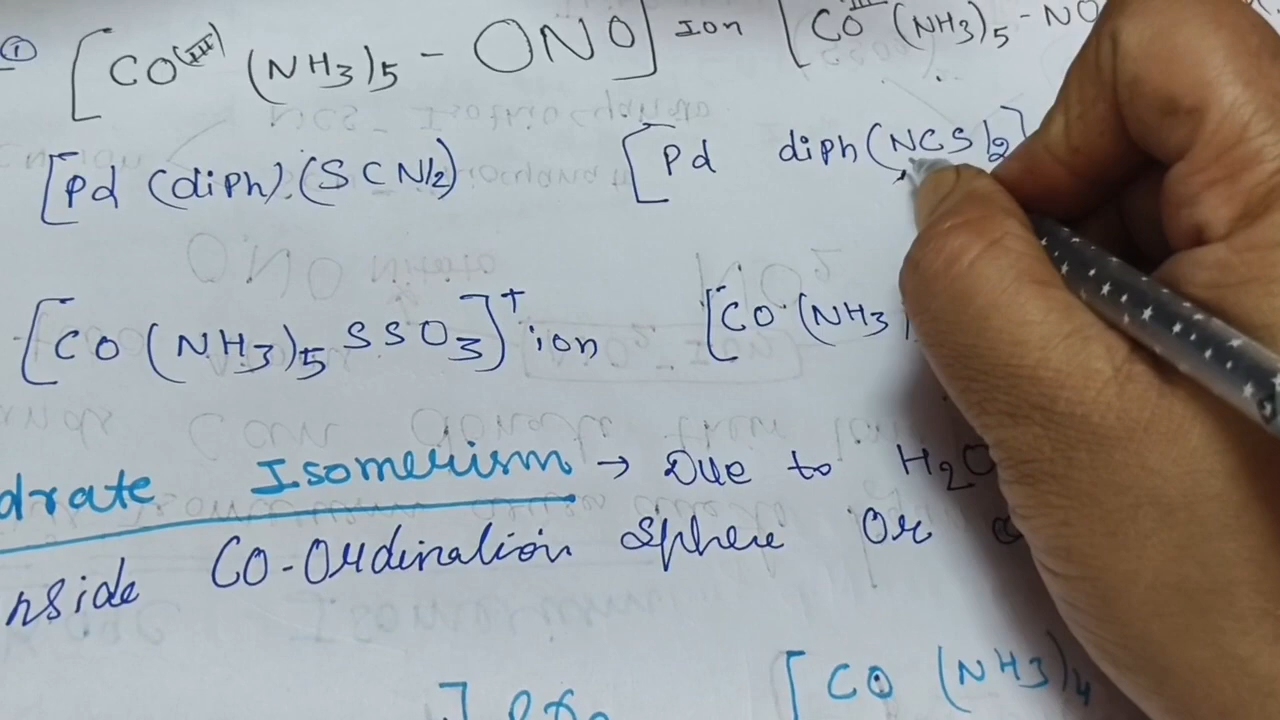 ① [CO(III) (NH3)5 - ONO] Ion [CO III (NH3)5 - NO
[Pd (diph).(SCN)2) [Pd diph(NCS)2]
[CO (NH3)5 SSO3]+ ion [CO (NH3)
drate Isomerism → Due to H2O
nside CO-Ordination sphere Or
[CO (NH3)4